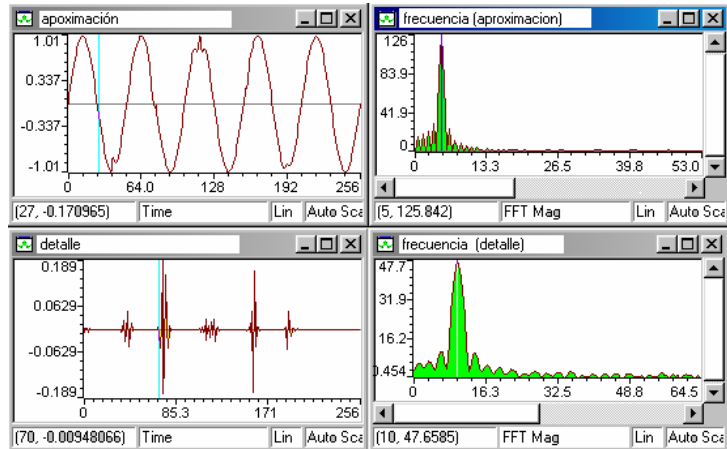 apoximación
1.01
0.337
-0.337
-1.01
0 64.0 128 192 256
(27, -0.170965) Time Lin Auto Sca
frecuencia (aproximacion)
126
83.9
41.9
0
0 13.3 26.5 39.8 53.0
(5, 125.842) FFT Mag Lin Auto Sc
detalle
0.189
0.0629
-0.0629
-0.189
0 85.3 171 256
(70, -0.00948066) Time Lin Auto Sca
frecuencia (detalle)
47.7
31.9
16.2
0.454
0 16.3 32.5 48.8 64.5
(10, 47.6585) FFT Mag Lin Auto Sc